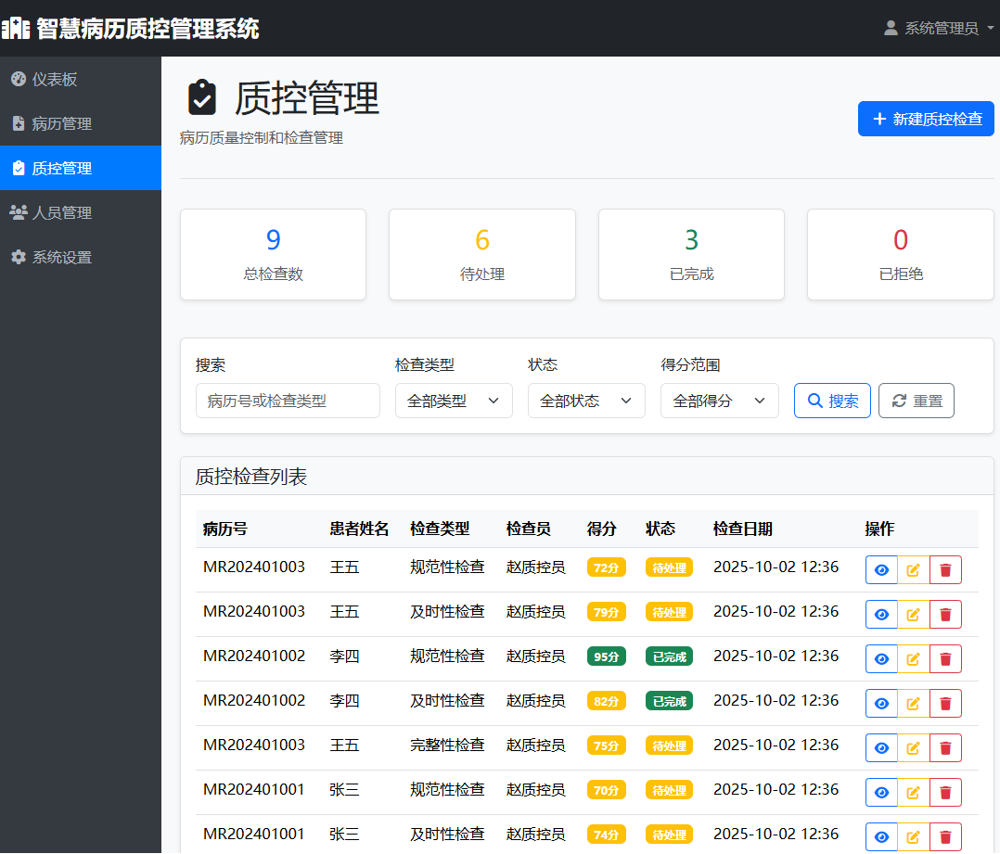 智慧病历质控管理系统
系统管理员
仪表板
病历管理
质控管理
人员管理
系统设置
质控管理
病历质量控制和检查管理
新建质控检查
9
总检查数
6
待处理
3
已完成
0
已拒绝
搜索
检查类型
状态
得分范围
病历号或检查类型
全部类型
全部状态
全部得分
搜索
重置
质控检查列表
病历号 患者姓名 检查类型 检查员 得分 状态 检查日期 操作
MR202401003 王五 规范性检查 赵质控员 72分 待处理 2025-10-02 12:36
MR202401003 王五 及时性检查 赵质控员 79分 待处理 2025-10-02 12:36
MR202401002 李四 规范性检查 赵质控员 95分 已完成 2025-10-02 12:36
MR202401002 李四 及时性检查 赵质控员 82分 已完成 2025-10-02 12:36
MR202401003 王五 完整性检查 赵质控员 75分 待处理 2025-10-02 12:36
MR202401001 张三 规范性检查 赵质控员 70分 待处理 2025-10-02 12:36
MR202401001 张三 及时性检查 赵质控员 74分 待处理 2025-10-02 12:36